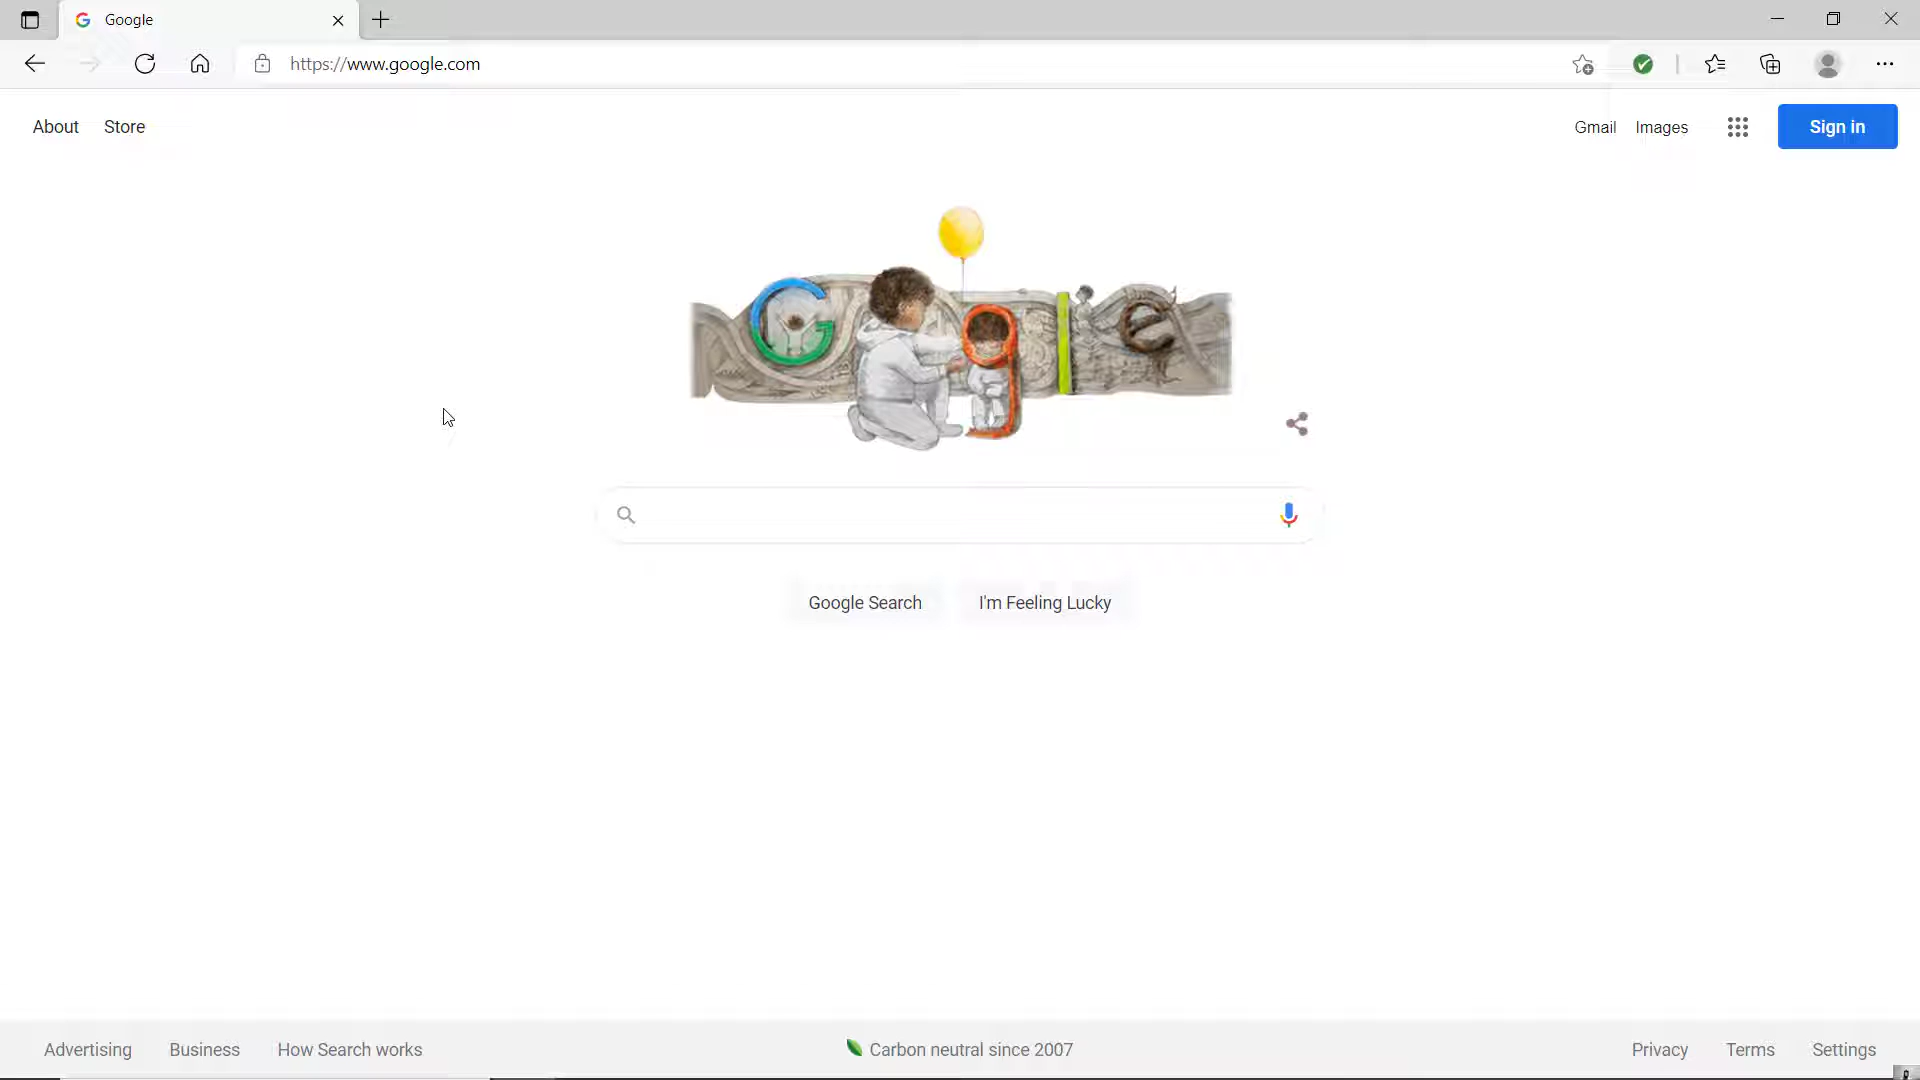 Google
https://www.google.com
About Store
Gmail Images Sign in
Google Search I'm Feeling Lucky
Advertising Business How Search works Carbon neutral since 2007 Privacy Terms Settings